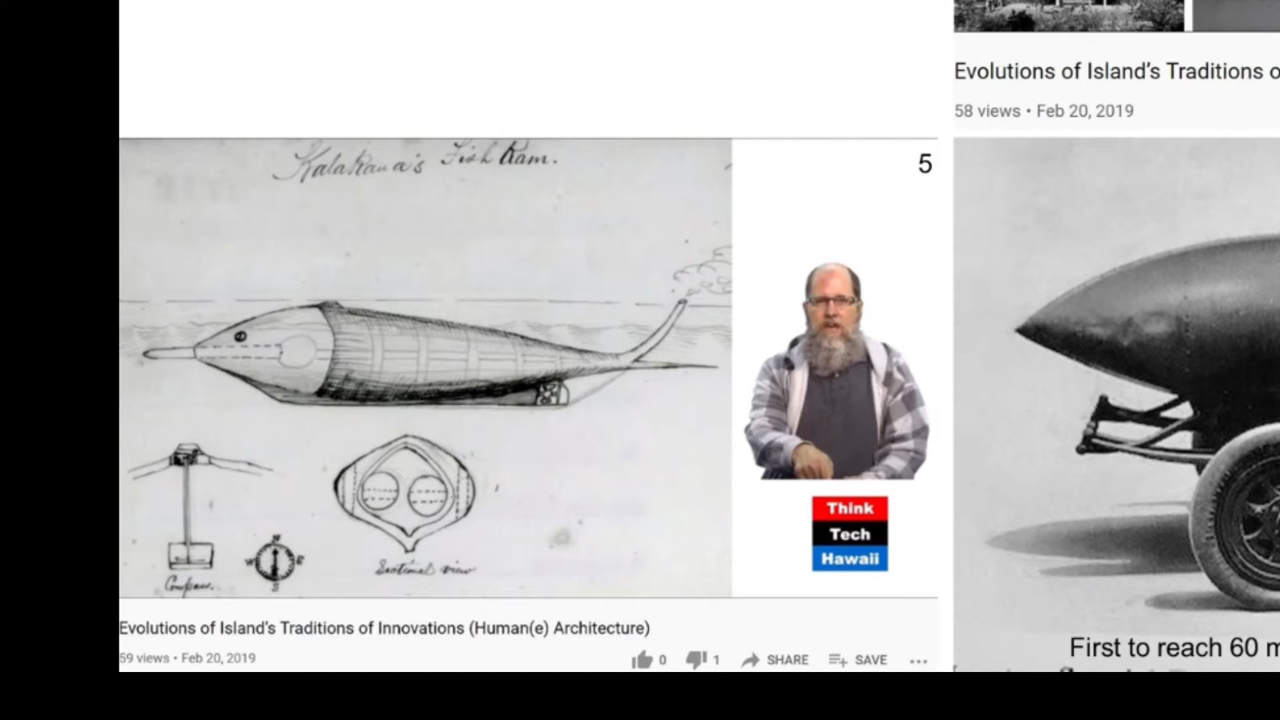 Evolutions of Island's Traditions o
58 views • Feb 20, 2019
Kalakaua's Fish Ram.
5
Think
Tech
Hawaii
N
W E
S
Compass.
Sectional view
Evolutions of Island's Traditions of Innovations (Human(e) Architecture)
59 views • Feb 20, 2019
0
1
SHARE
SAVE
First to reach 60 m